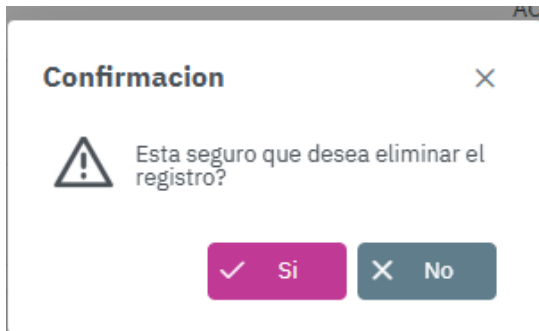 Confirmacion
Esta seguro que desea eliminar el
registro?
Si
No